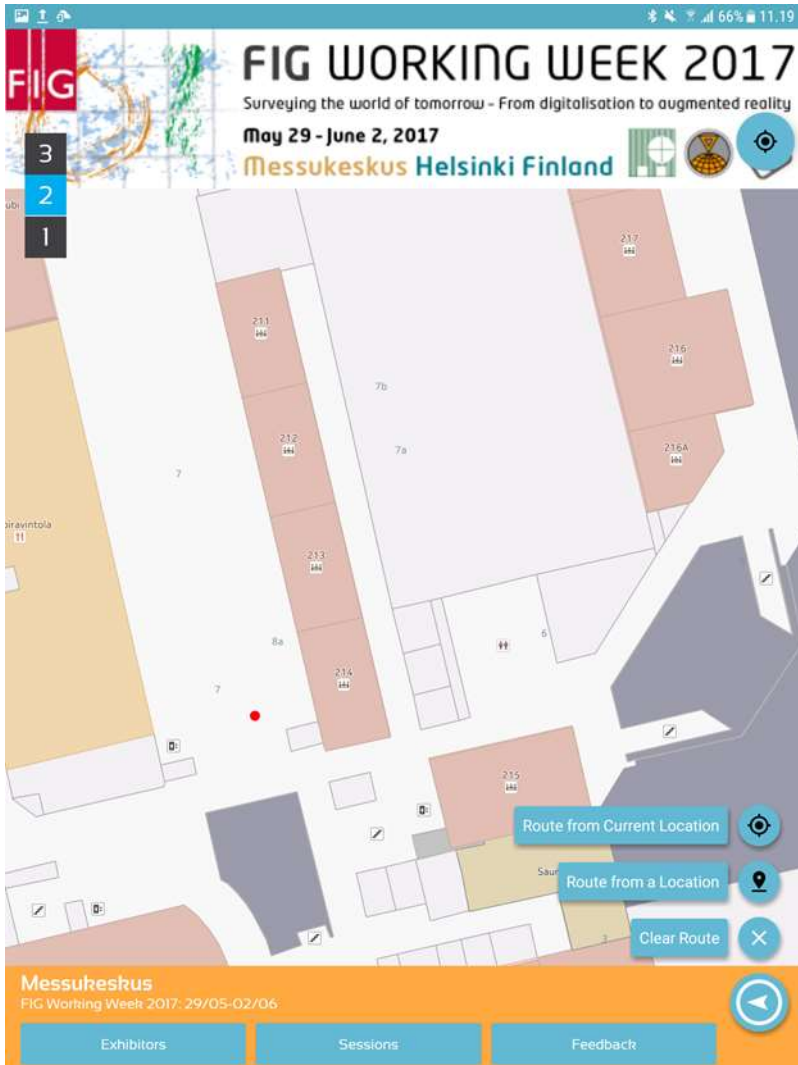 66% 11.19
FIG
FIG WORKING WEEK 2017
Surveying the world of tomorrow - From digitalisation to augmented reality
May 29 - June 2, 2017
Messukeskus Helsinki Finland
3
2
1
ubi
217
211
216
7b
212
216A
7a
7
piravintola
213
8a
6
214
7
215
Route from Current Location
Saun
Route from a Location
3
Clear Route
Messukeskus
FIG Working Week 2017: 29/05-02/06
Exhibitors
Sessions
Feedback